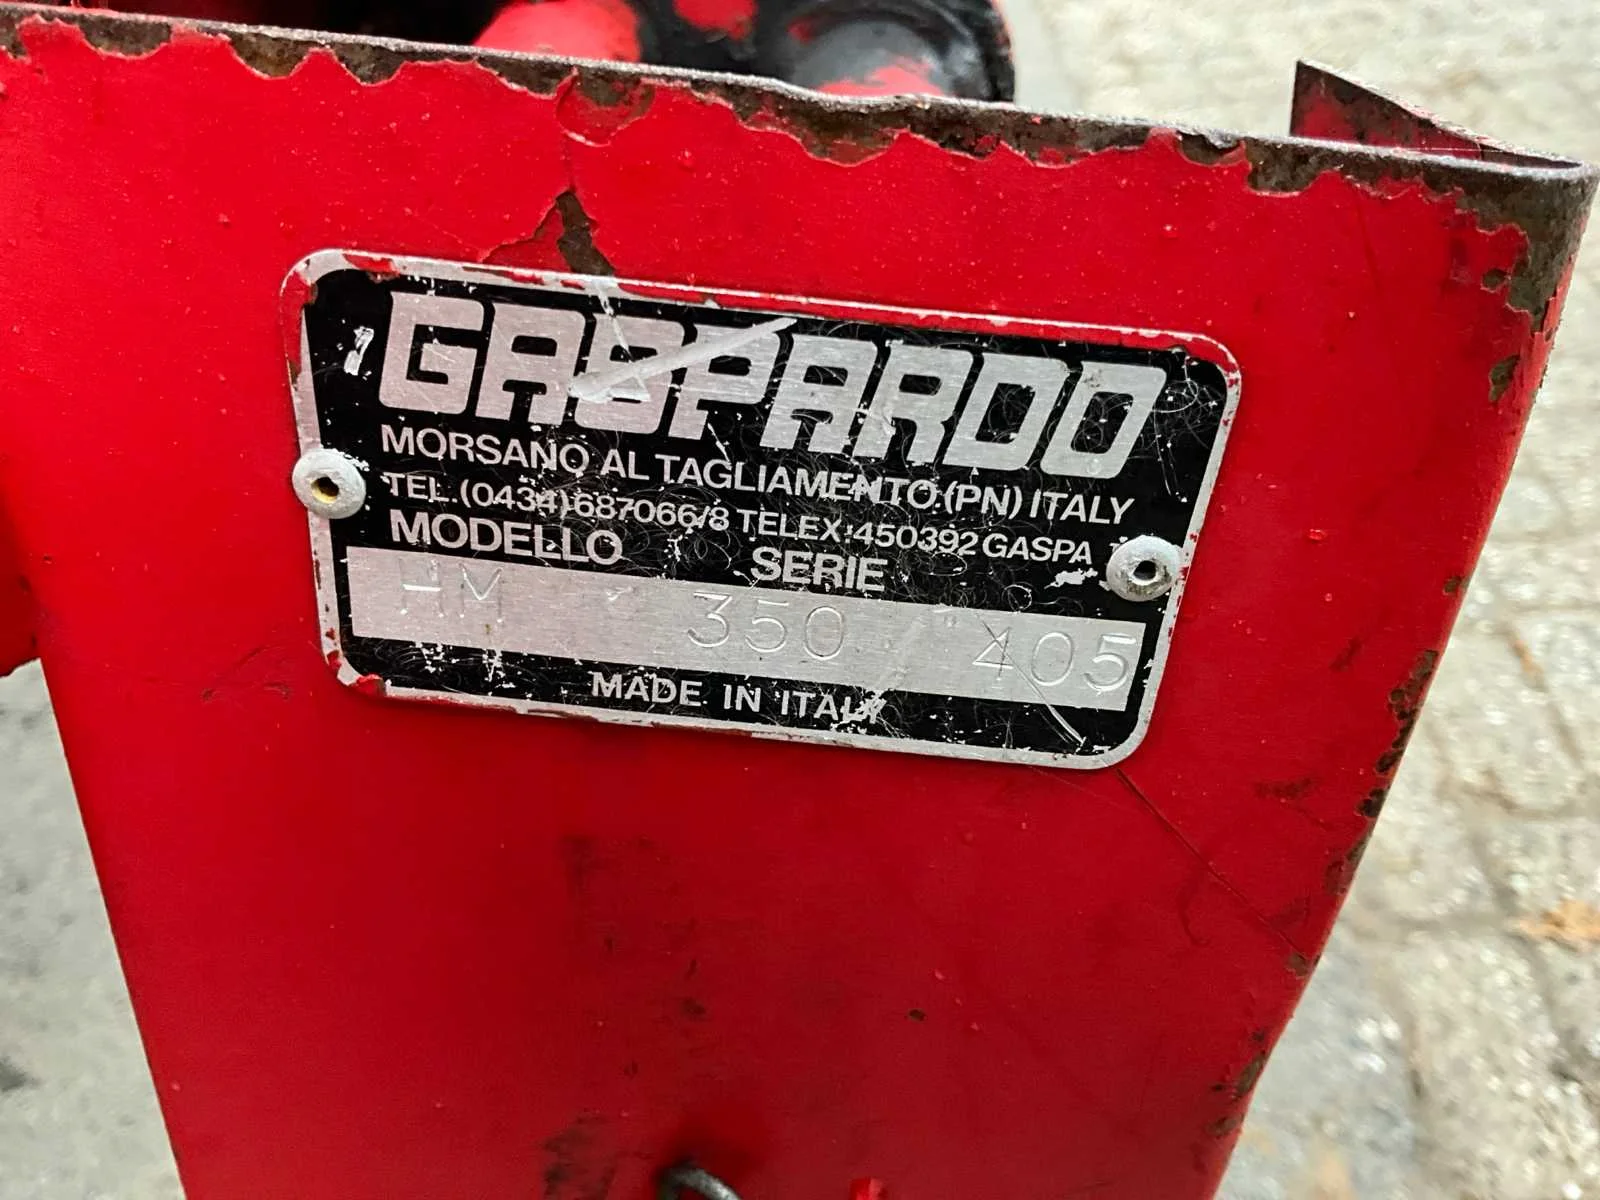 GASPARDO
MORSANO AL TAGLIAMENTO (PN) ITALY
TEL. (0434) 687066/8 TELEX: 450392 GASPA
MODELLO SERIE
HM 350 405
MADE IN ITALY